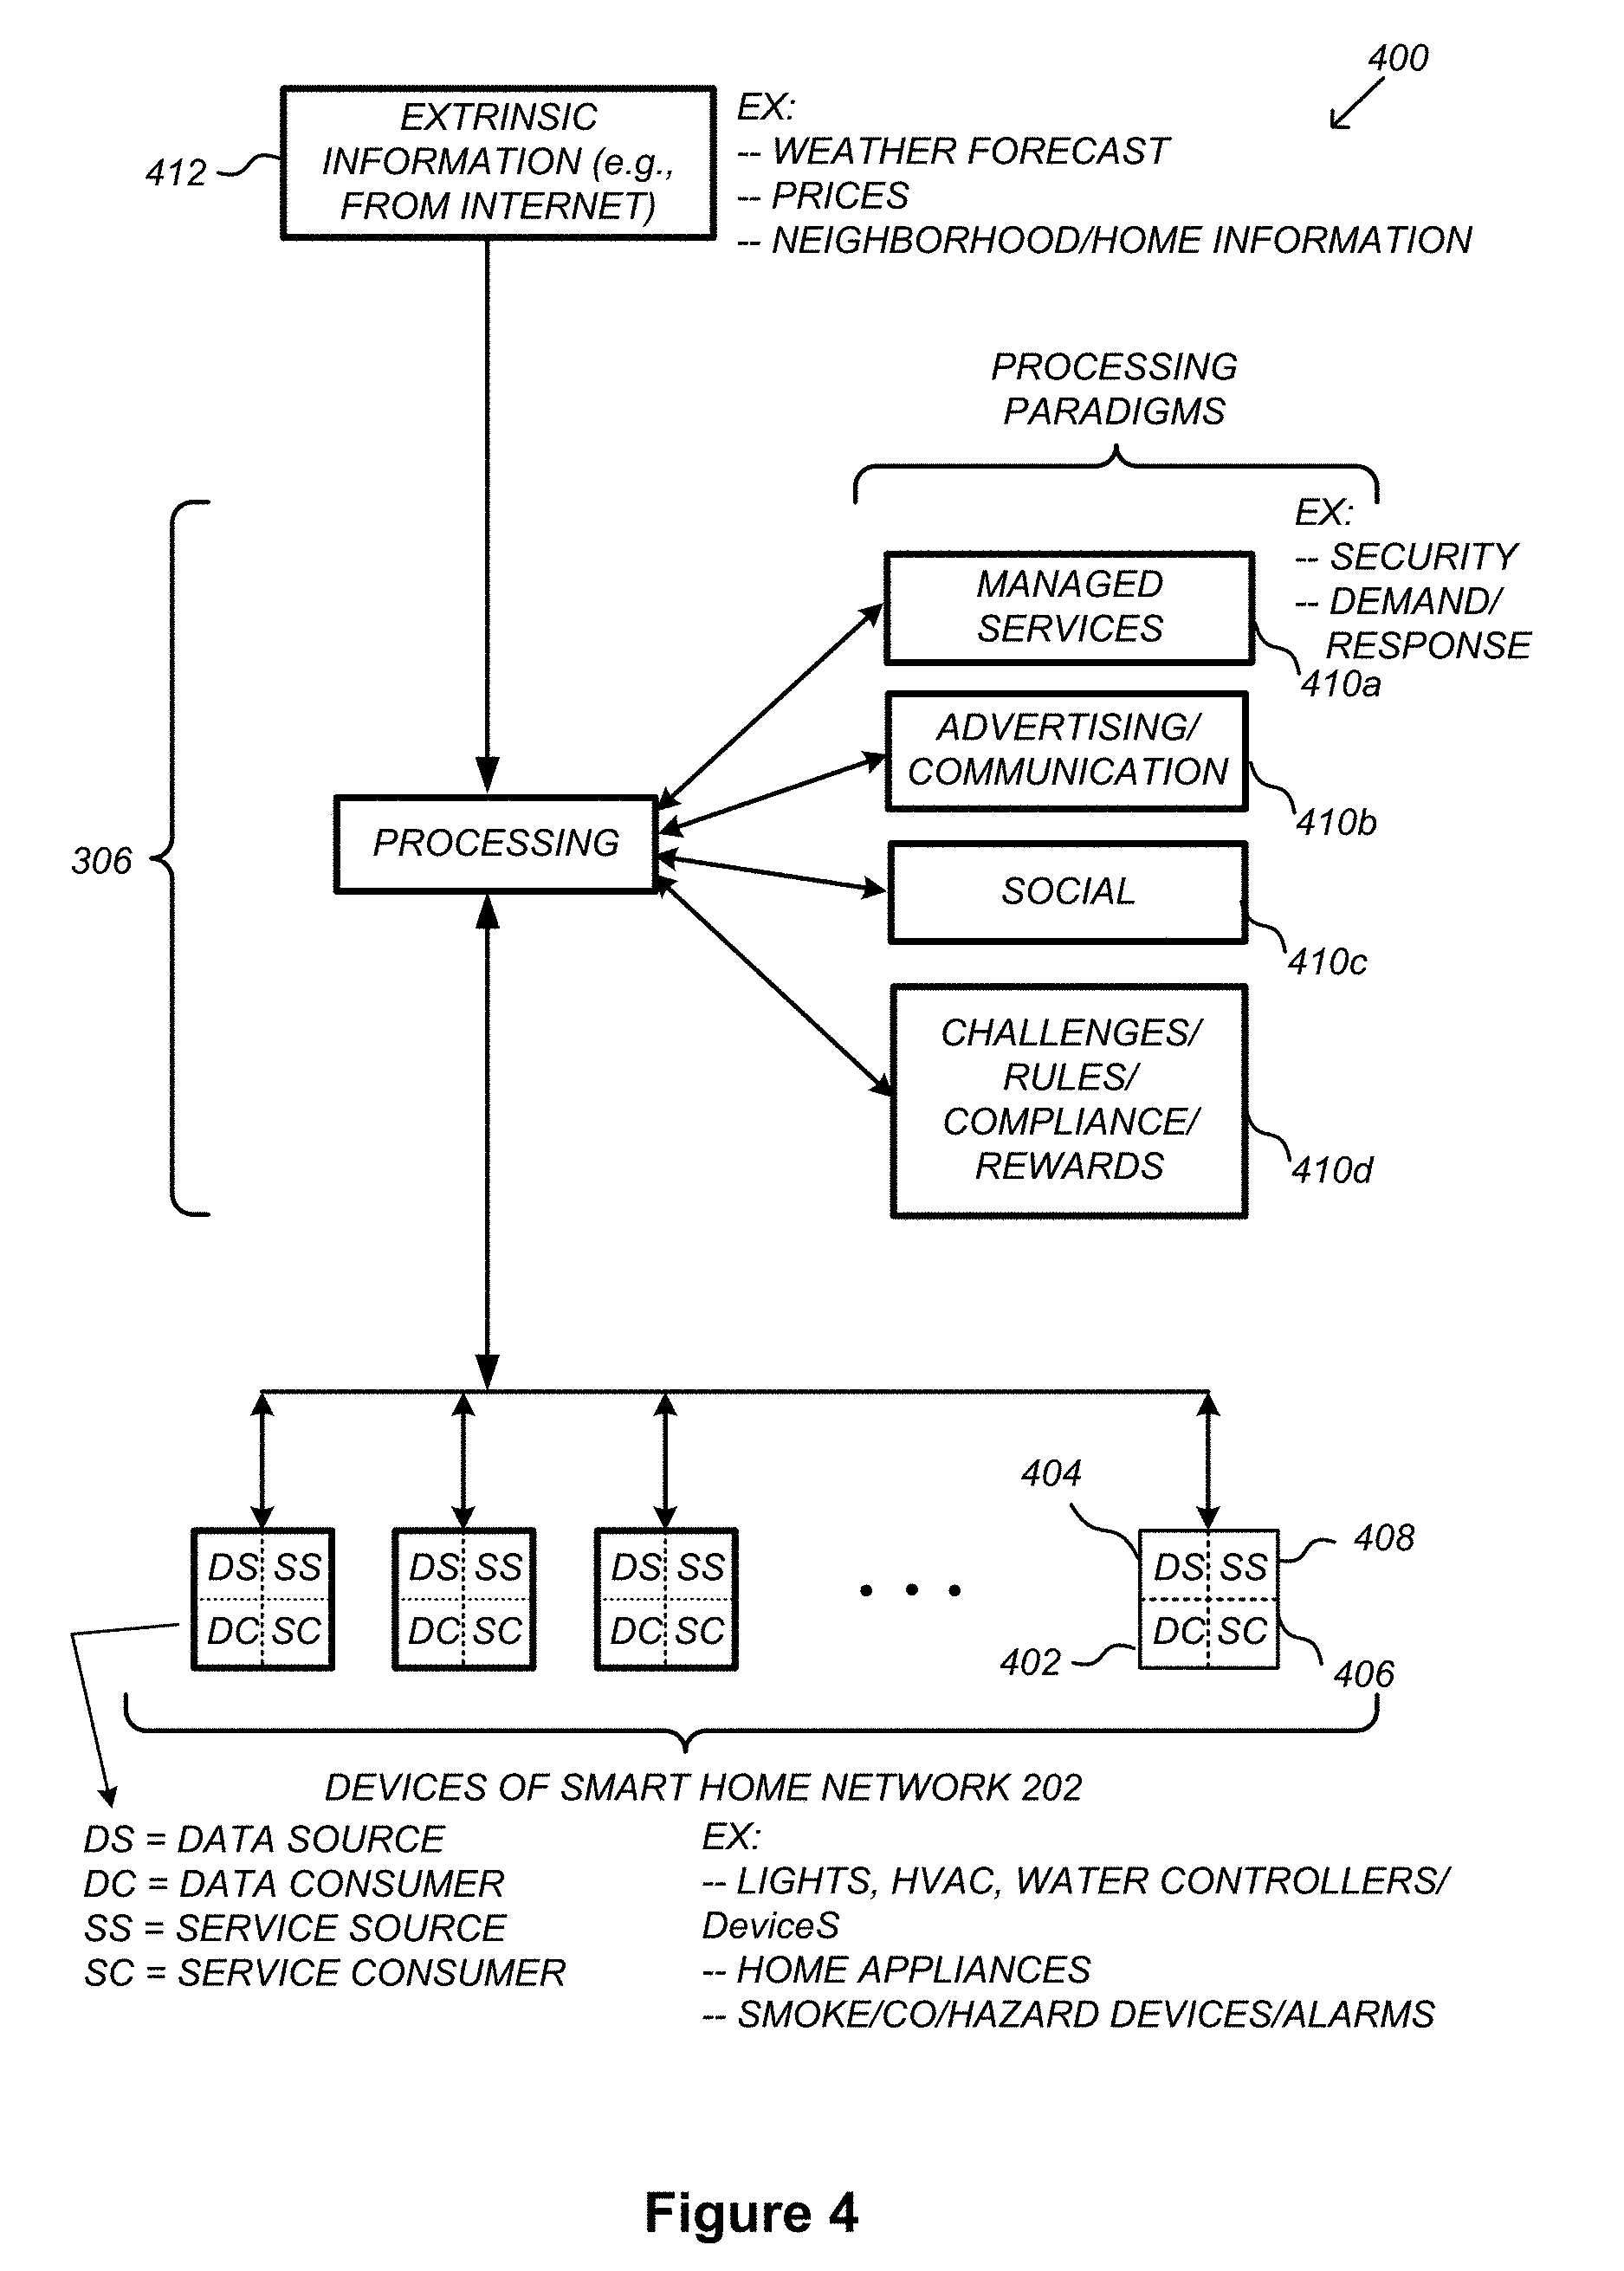 400
EXTRINSIC
INFORMATION (e.g.,
FROM INTERNET)
412
EX:
-- WEATHER FORECAST
-- PRICES
-- NEIGHBORHOOD/HOME INFORMATION
PROCESSING
PARADIGMS
EX:
-- SECURITY
-- DEMAND/
RESPONSE
MANAGED
SERVICES
410a
ADVERTISING/
COMMUNICATION
410b
PROCESSING
306
SOCIAL
410c
CHALLENGES/
RULES/
COMPLIANCE/
REWARDS
410d
404
408
DS SS
DC SC
DS SS
DC SC
DS SS
DC SC
DS SS
DC SC
402
406
DEVICES OF SMART HOME NETWORK 202
DS = DATA SOURCE
DC = DATA CONSUMER
SS = SERVICE SOURCE
SC = SERVICE CONSUMER
EX:
-- LIGHTS, HVAC, WATER CONTROLLERS/
DeviceS
-- HOME APPLIANCES
-- SMOKE/CO/HAZARD DEVICES/ALARMS
Figure 4